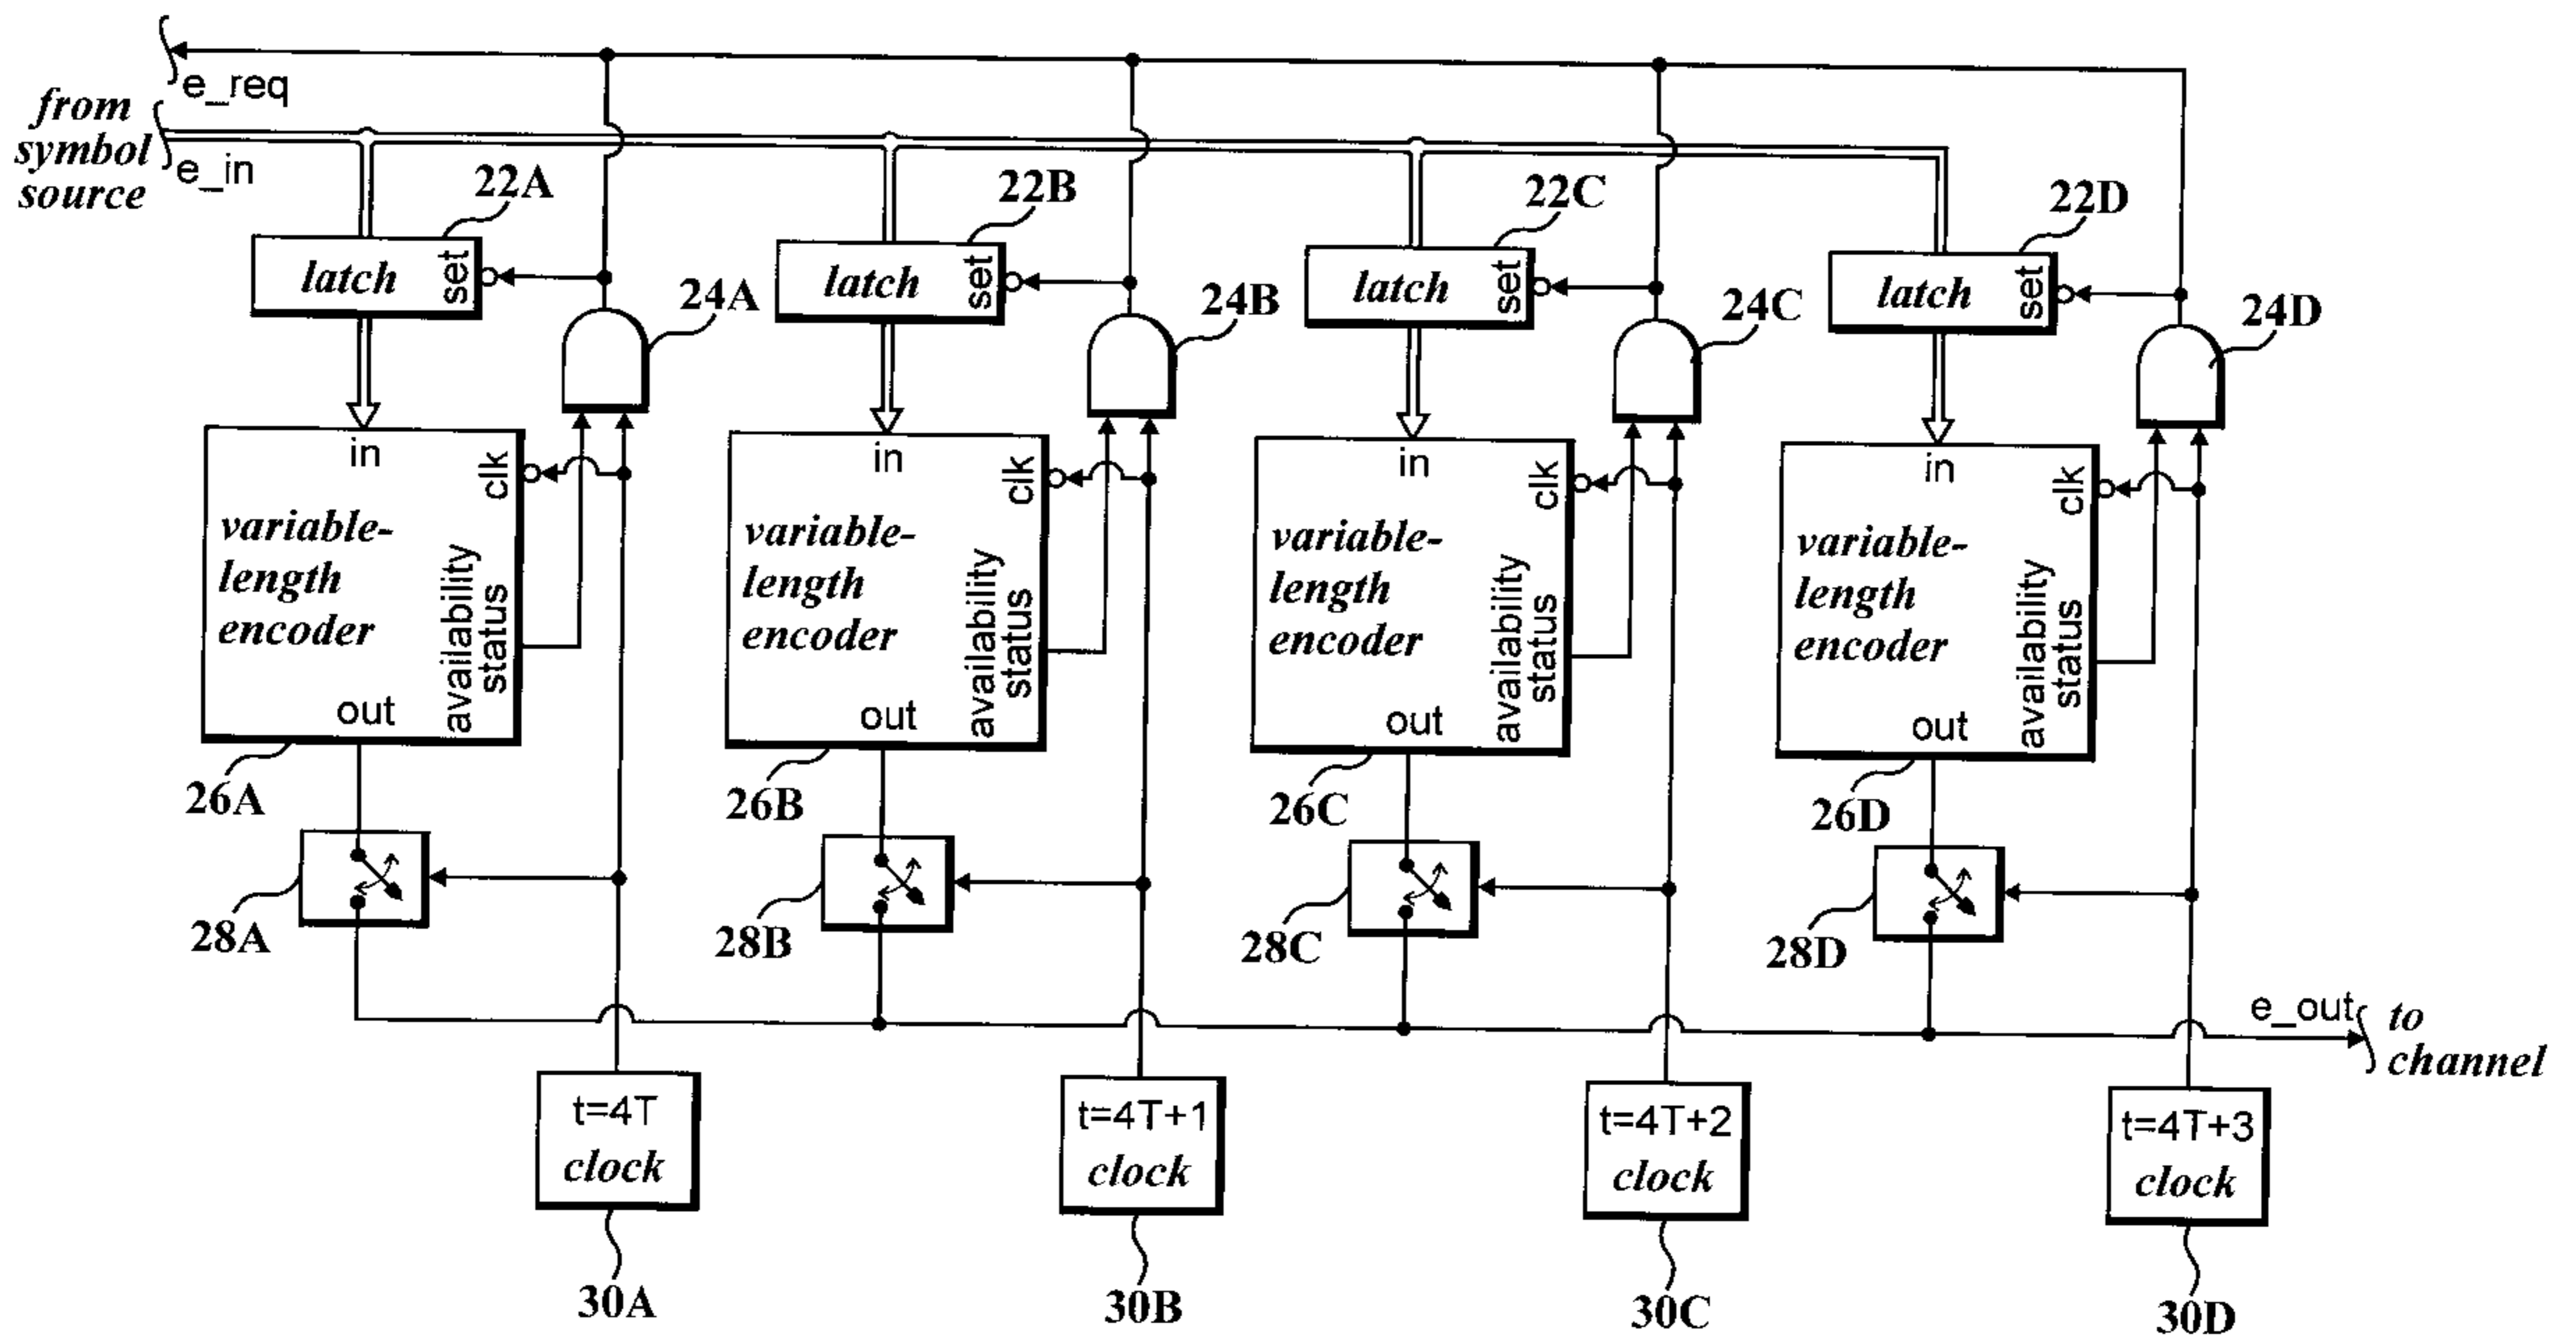 e_req
from
symbol
source
e_in
22A
22B
22C
22D
latch
set
latch
set
latch
set
latch
set
24A
24B
24C
24D
in
clk
variable-
length
encoder
availability
status
out
in
clk
variable-
length
encoder
availability
status
out
in
clk
variable-
length
encoder
availability
status
out
in
clk
variable-
length
encoder
availability
status
out
26A
26B
26C
26D
28A
28B
28C
28D
e_out
to
channel
t=4T
clock
t=4T+1
clock
t=4T+2
clock
t=4T+3
clock
30A
30B
30C
30D